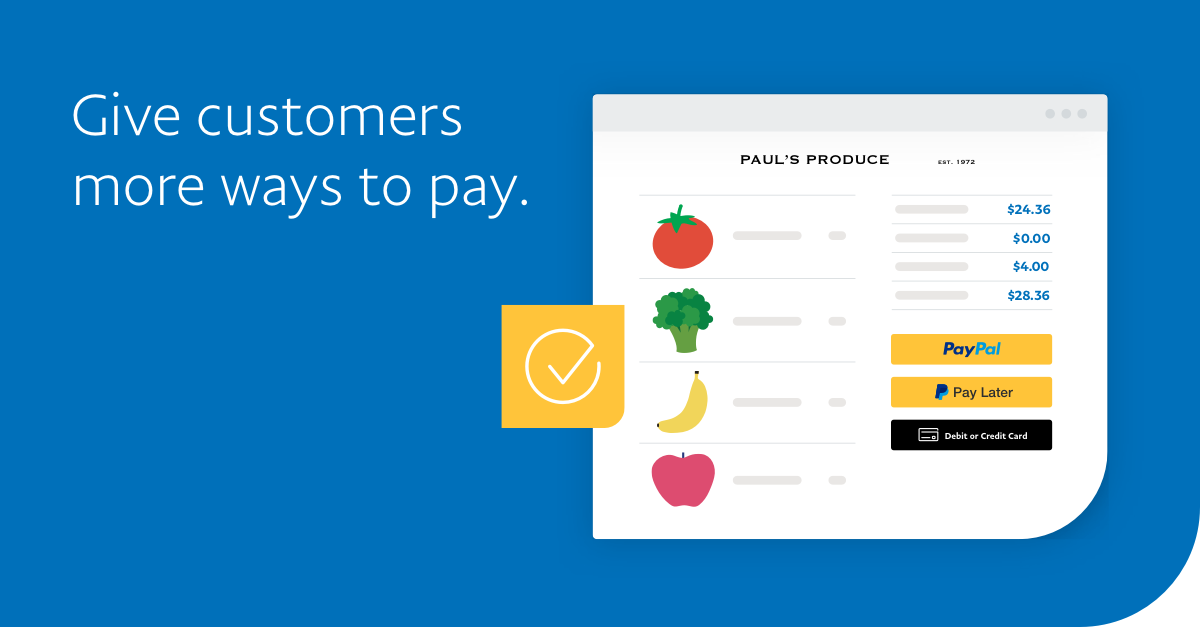 Give customers
more ways to pay.
PAUL'S PRODUCE
EST. 1972
$24.36
$0.00
$4.00
$28.36
PayPal
Pay Later
Debit or Credit Card